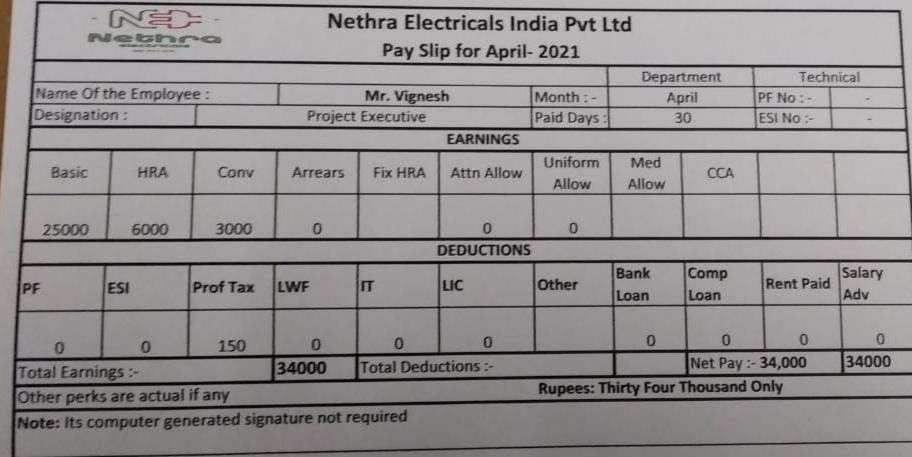 NED
Nethra
Nethra Electricals India Pvt Ltd
Pay Slip for April- 2021
Department Technical
Name Of the Employee : Mr. Vignesh Month :- April PF No :- -
Designation : Project Executive Paid Days : 30 ESI No :- -
EARNINGS
Basic HRA Conv Arrears Fix HRA Attn Allow Uniform Allow Med Allow CCA
25000 6000 3000 0 0 0
DEDUCTIONS
PF ESI Prof Tax LWF IT LIC Other Bank Loan Comp Loan Rent Paid Salary Adv
0 0 150 0 0 0 0 0 0 0
Total Earnings :- 34000 Total Deductions :- Net Pay :- 34,000 34000
Other perks are actual if any Rupees: Thirty Four Thousand Only
Note: Its computer generated signature not required